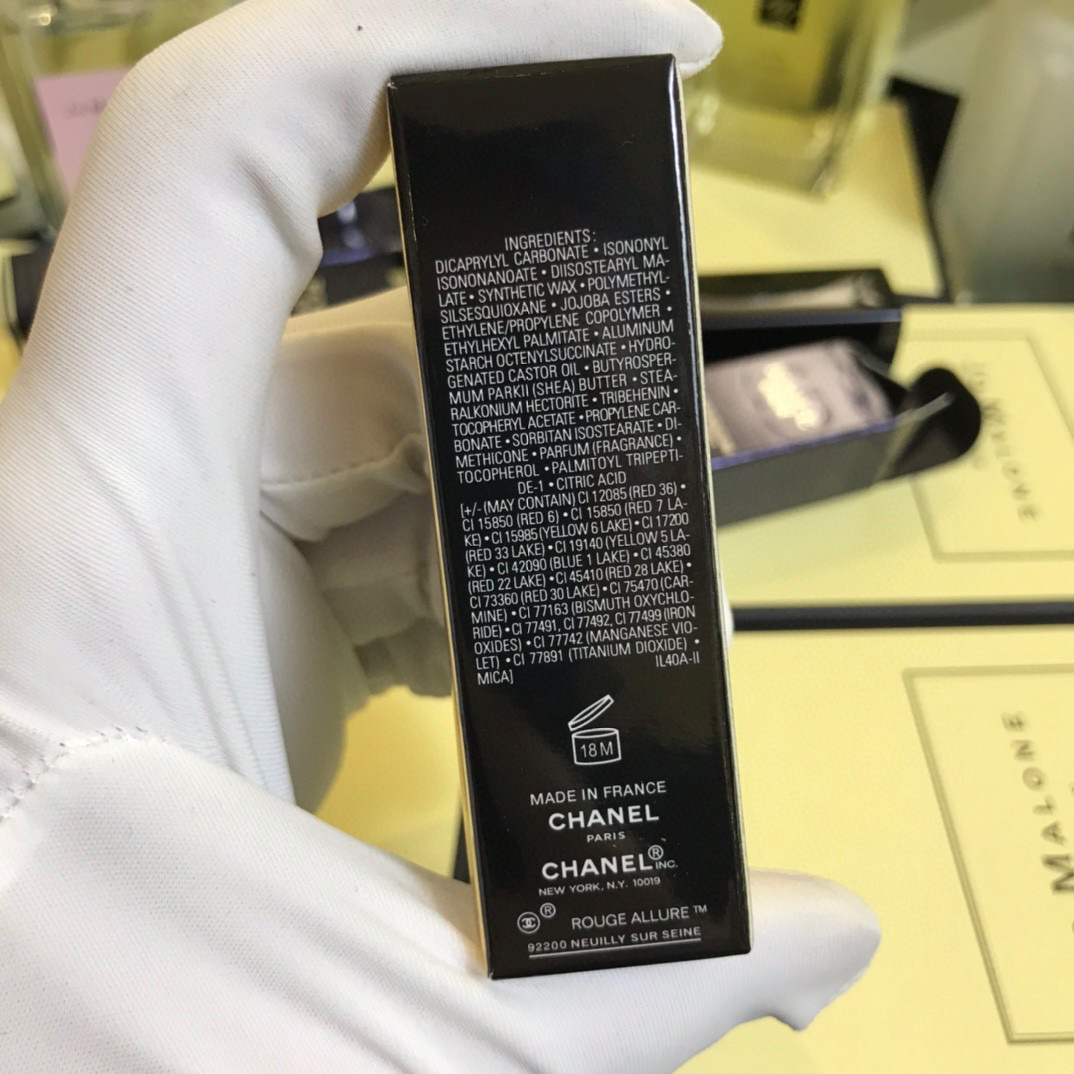 INGREDIENTS:
DICAPRYLYL CARBONATE • ISONONYL
ISONONANOATE • DIISOSTEARYL MA-
LATE • SYNTHETIC WAX • POLYMETHYL-
SILSESQUIOXANE • JOJOBA ESTERS •
ETHYLENE/PROPYLENE COPOLYMER •
ETHYLHEXYL PALMITATE • ALUMINUM
STARCH OCTENYLSUCCINATE • HYDRO-
GENATED CASTOR OIL • BUTYROSPER-
MUM PARKII (SHEA) BUTTER • STEA-
RALKONIUM HECTORITE • TRIBEHENIN •
TOCOPHERYL ACETATE • PROPYLENE CAR-
BONATE • SORBITAN ISOSTEARATE • DI-
METHICONE • PARFUM (FRAGRANCE) •
TOCOPHEROL • PALMITOYL TRIPEPTI-
DE-1 • CITRIC ACID
[+/- (MAY CONTAIN) CI 12085 (RED 36) •
CI 15850 (RED 6) • CI 15850 (RED 7 LA-
KE) • CI 15985 (YELLOW 6 LAKE) • CI 17200
(RED 33 LAKE) • CI 19140 (YELLOW 5 LA-
KE) • CI 42090 (BLUE 1 LAKE) • CI 45380
(RED 22 LAKE) • CI 45410 (RED 28 LAKE) •
CI 73360 (RED 30 LAKE) • CI 75470 (CAR-
MINE) • CI 77163 (BISMUTH OXYCHLO-
RIDE) • CI 77491, CI 77492, CI 77499 (IRON
OXIDES) • CI 77742 (MANGANESE VIO-
LET) • CI 77891 (TITANIUM DIOXIDE) •
MICA] IL40A-II
18M
MADE IN FRANCE
CHANEL
PARIS
CHANEL® INC.
NEW YORK, N.Y. 10019
® ROUGE ALLURE™
92200 NEUILLY SUR SEINE
MALONE